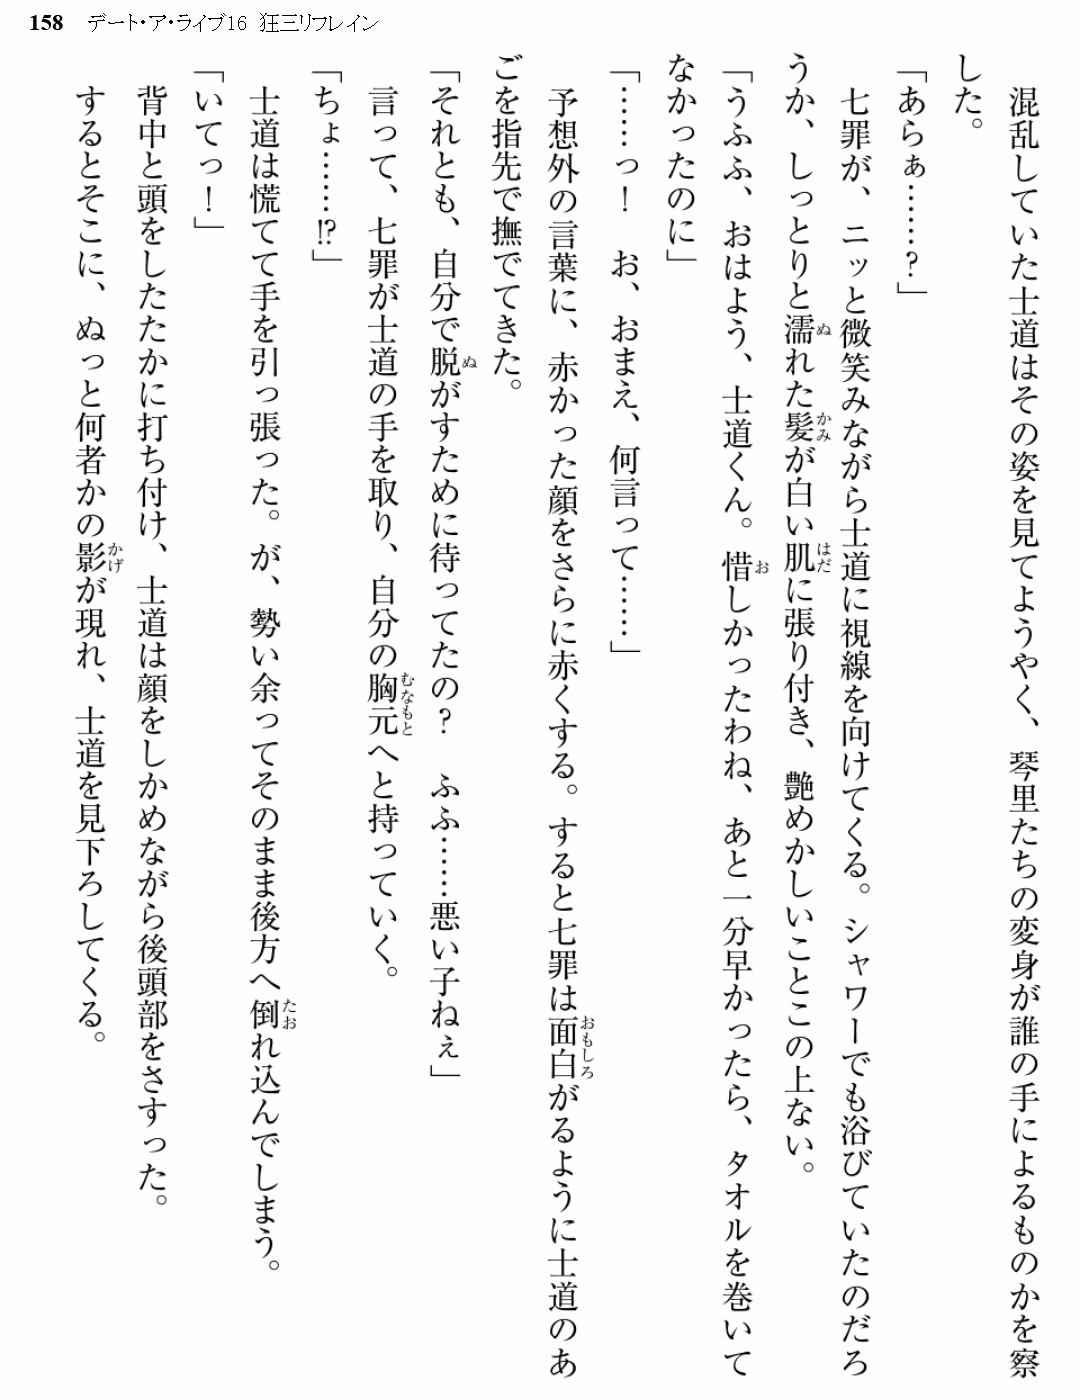 158 デート・ア・ライブ16 狂三リフレイン
混乱していた士道はその姿を見てようやく、琴里たちの変身が誰の手によるものかを察
した。
「あらぁ……？」
七罪が、ニッと微笑みながら士道に視線を向けてくる。シャワーでも浴びていたのだろ
うか、しっとりと濡れた髪が白い肌に張り付き、艶めかしいことこの上ない。
「うふふ、おはよう、士道くん。惜しかったわね、あと一分早かったら、タオルを巻いて
なかったのに」
「……っ！　お、おまえ、何言って……」
予想外の言葉に、赤かった顔をさらに赤くする。すると七罪は面白がるように士道のあ
ごを指先で撫でてきた。
「それとも、自分で脱がすために待ってたの？　ふふ……悪い子ねぇ」
言って、七罪が士道の手を取り、自分の胸元へと持っていく。
「ちょ……!?」
士道は慌てて手を引っ張った。が、勢い余ってそのまま後方へ倒れ込んでしまう。
「いてっ！」
背中と頭をしたたかに打ち付け、士道は顔をしかめながら後頭部をさすった。
するとそこに、ぬっと何者かの影が現れ、士道を見下ろしてくる。